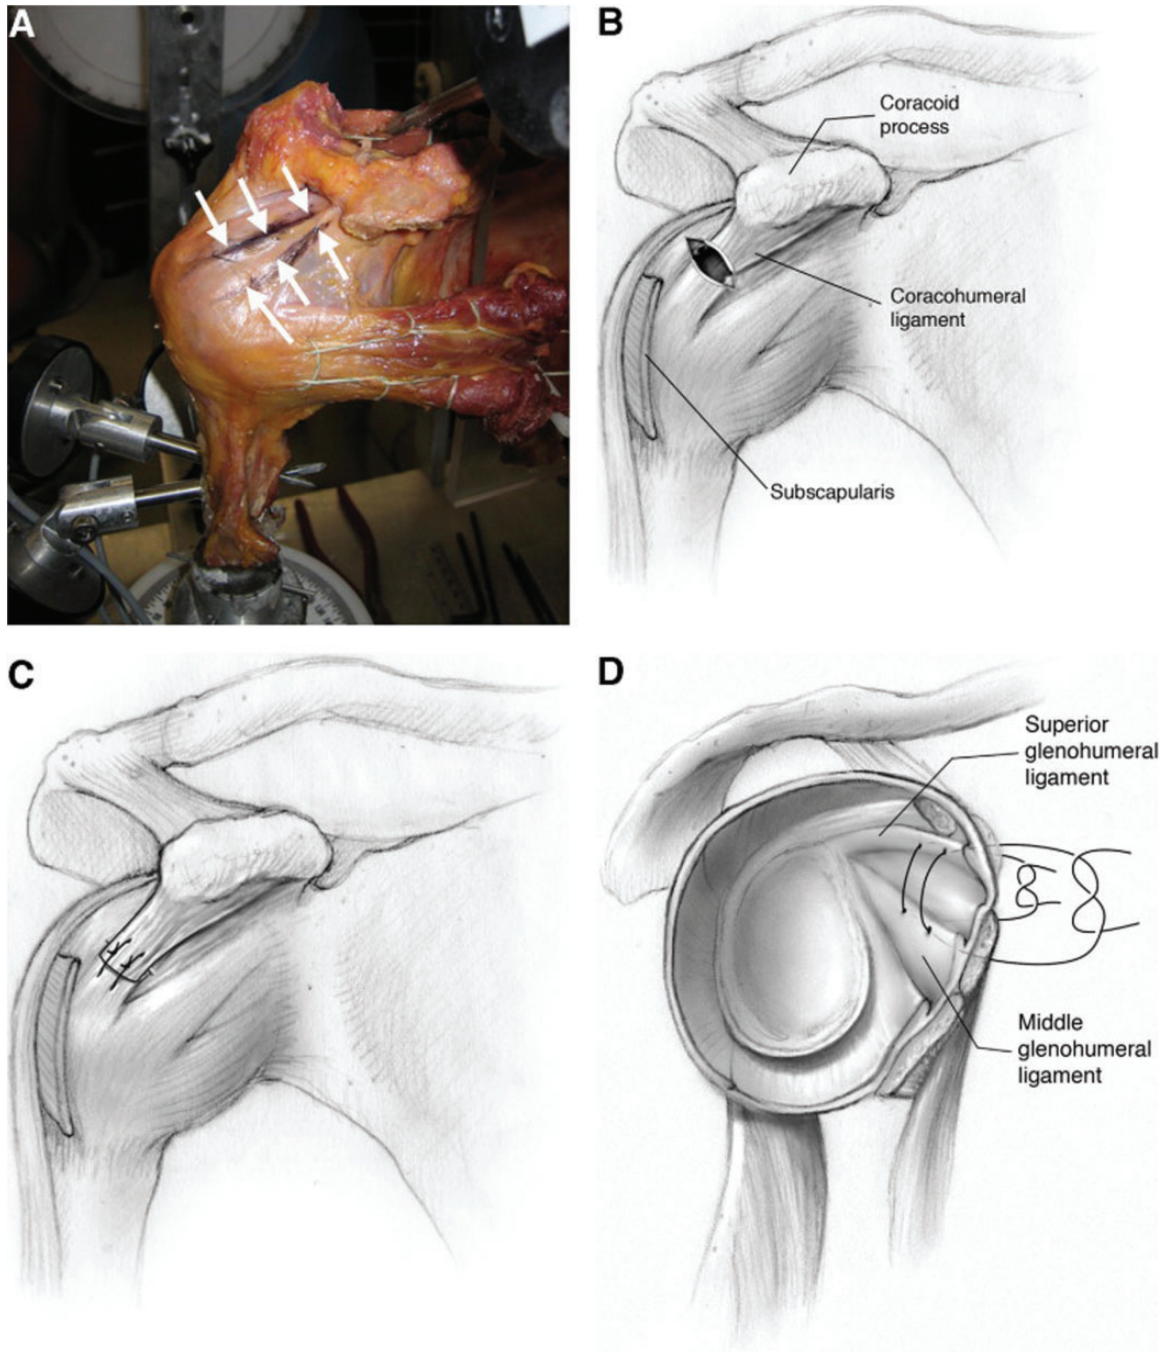 A
B
Coracoid
process
Coracohumeral
ligament
Subscapularis
C
D
Superior
glenohumeral
ligament
Middle
glenohumeral
ligament